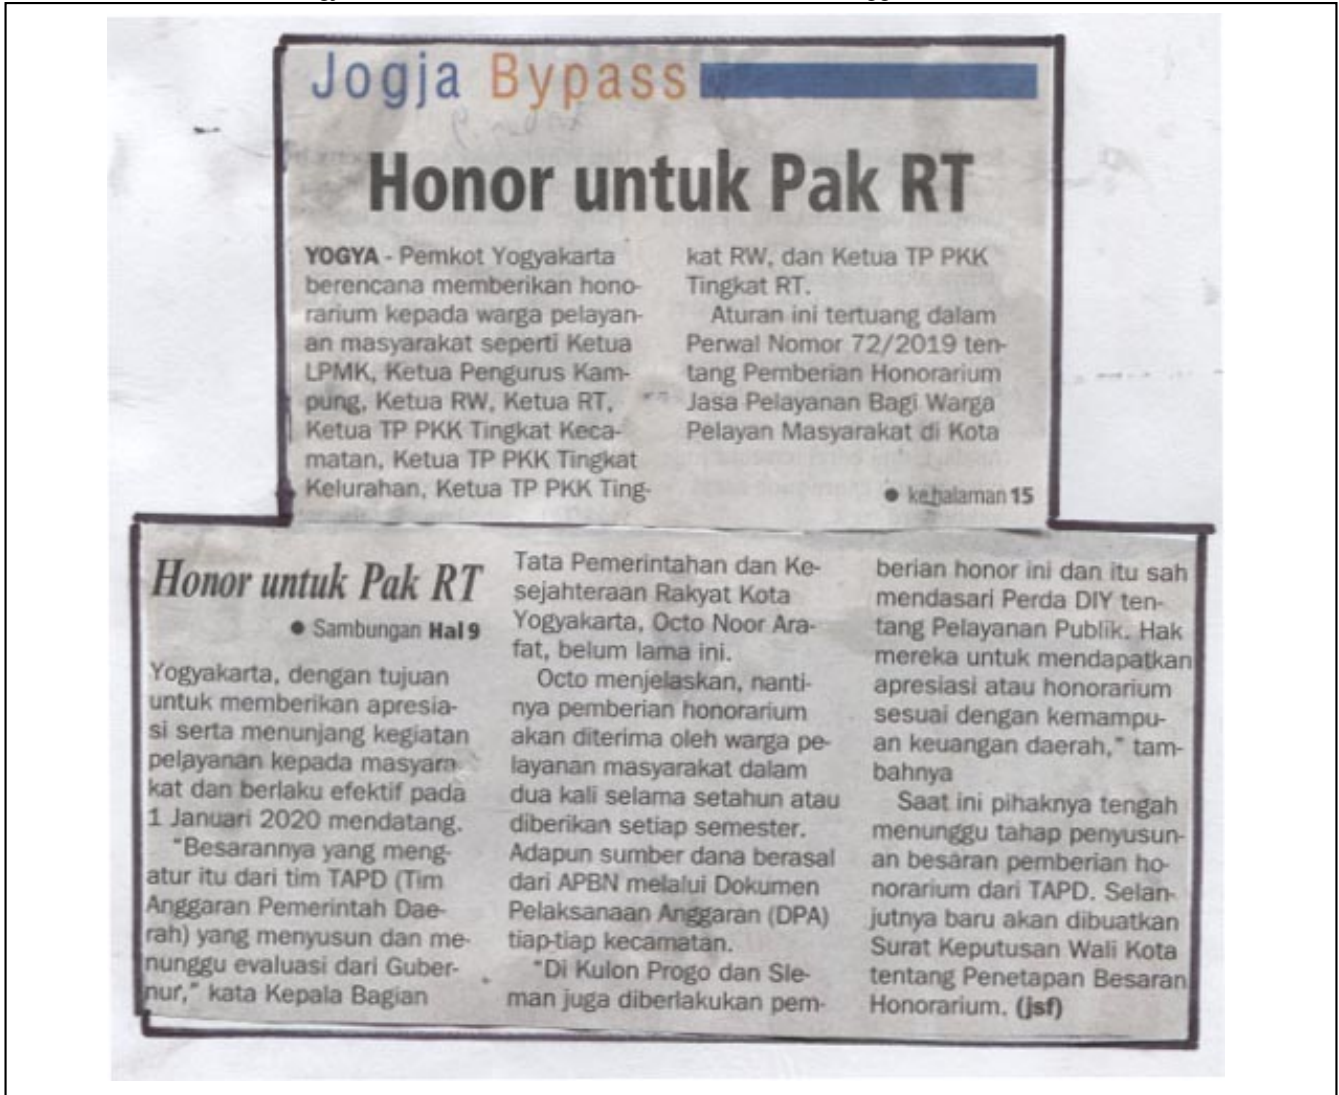 Jogja Bypass
Honor untuk Pak RT
YOGYA - Pemkot Yogyakarta
berencana memberikan hono-
rarium kepada warga pelayan-
an masyarakat seperti Ketua
LPMK, Ketua Pengurus Kam-
pung, Ketua RW, Ketua RT,
Ketua TP PKK Tingkat Keca-
matan, Ketua TP PKK Tingkat
Kelurahan, Ketua TP PKK Ting-
kat RW, dan Ketua TP PKK
Tingkat RT.
Aturan ini tertuang dalam
Perwal Nomor 72/2019 ten-
tang Pemberian Honorarium
Jasa Pelayanan Bagi Warga
Pelayan Masyarakat di Kota
● ke halaman 15
Honor untuk Pak RT
● Sambungan Hal 9
Yogyakarta, dengan tujuan
untuk memberikan apresia-
si serta menunjang kegiatan
pelayanan kepada masyara-
kat dan berlaku efektif pada
1 Januari 2020 mendatang.
"Besarannya yang meng-
atur itu dari tim TAPD (Tim
Anggaran Pemerintah Dae-
rah) yang menyusun dan me-
nunggu evaluasi dari Guber-
nur," kata Kepala Bagian
Tata Pemerintahan dan Ke-
sejahteraan Rakyat Kota
Yogyakarta, Octo Noor Ara-
fat, belum lama ini.
Octo menjelaskan, nanti-
nya pemberian honorarium
akan diterima oleh warga pe-
layanan masyarakat dalam
dua kali selama setahun atau
diberikan setiap semester.
Adapun sumber dana berasal
dari APBN melalui Dokumen
Pelaksanaan Anggaran (DPA)
tiap-tiap kecamatan.
"Di Kulon Progo dan Sle-
man juga diberlakukan pem-
berian honor ini dan itu sah
mendasari Perda DIY ten-
tang Pelayanan Publik. Hak
mereka untuk mendapatkan
apresiasi atau honorarium
sesuai dengan kemampu-
an keuangan daerah," tam-
bahnya
Saat ini pihaknya tengah
menunggu tahap penyusun-
an besaran pemberian ho-
norarium dari TAPD. Selan-
jutnya baru akan dibuatkan
Surat Keputusan Wali Kota
tentang Penetapan Besaran
Honorarium. (jsf)